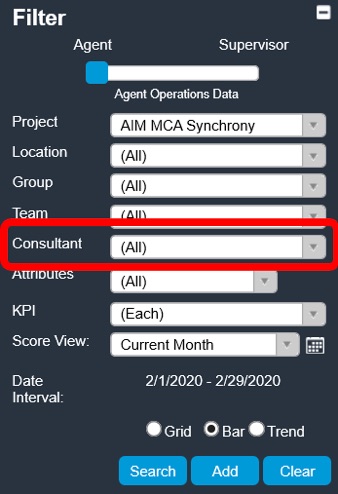 Filter
Agent Supervisor
Agent Operations Data
Project AIM MCA Synchrony
Location (All)
Group (All)
Team (All)
Consultant (All)
Attributes (All)
KPI (Each)
Score View: Current Month
Date Interval: 2/1/2020 - 2/29/2020
Grid Bar Trend
Search Add Clear